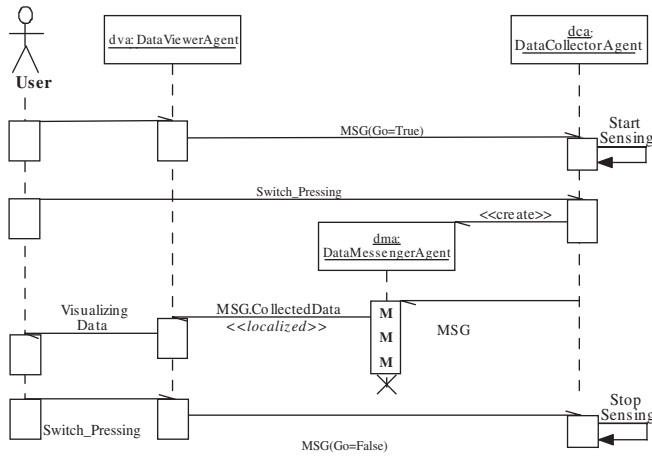 dva: DataViewerAgent
dca:
DataCollectorAgent
User
MSG(Go=True)
Start
Sensing
Switch_Pressing
<<create>>
dma:
DataMessengerAgent
Visualizing
Data
MSG.CollectedData
<<localized>>
M
M
M
MSG
Switch_Pressing
Stop
Sensing
MSG(Go=False)